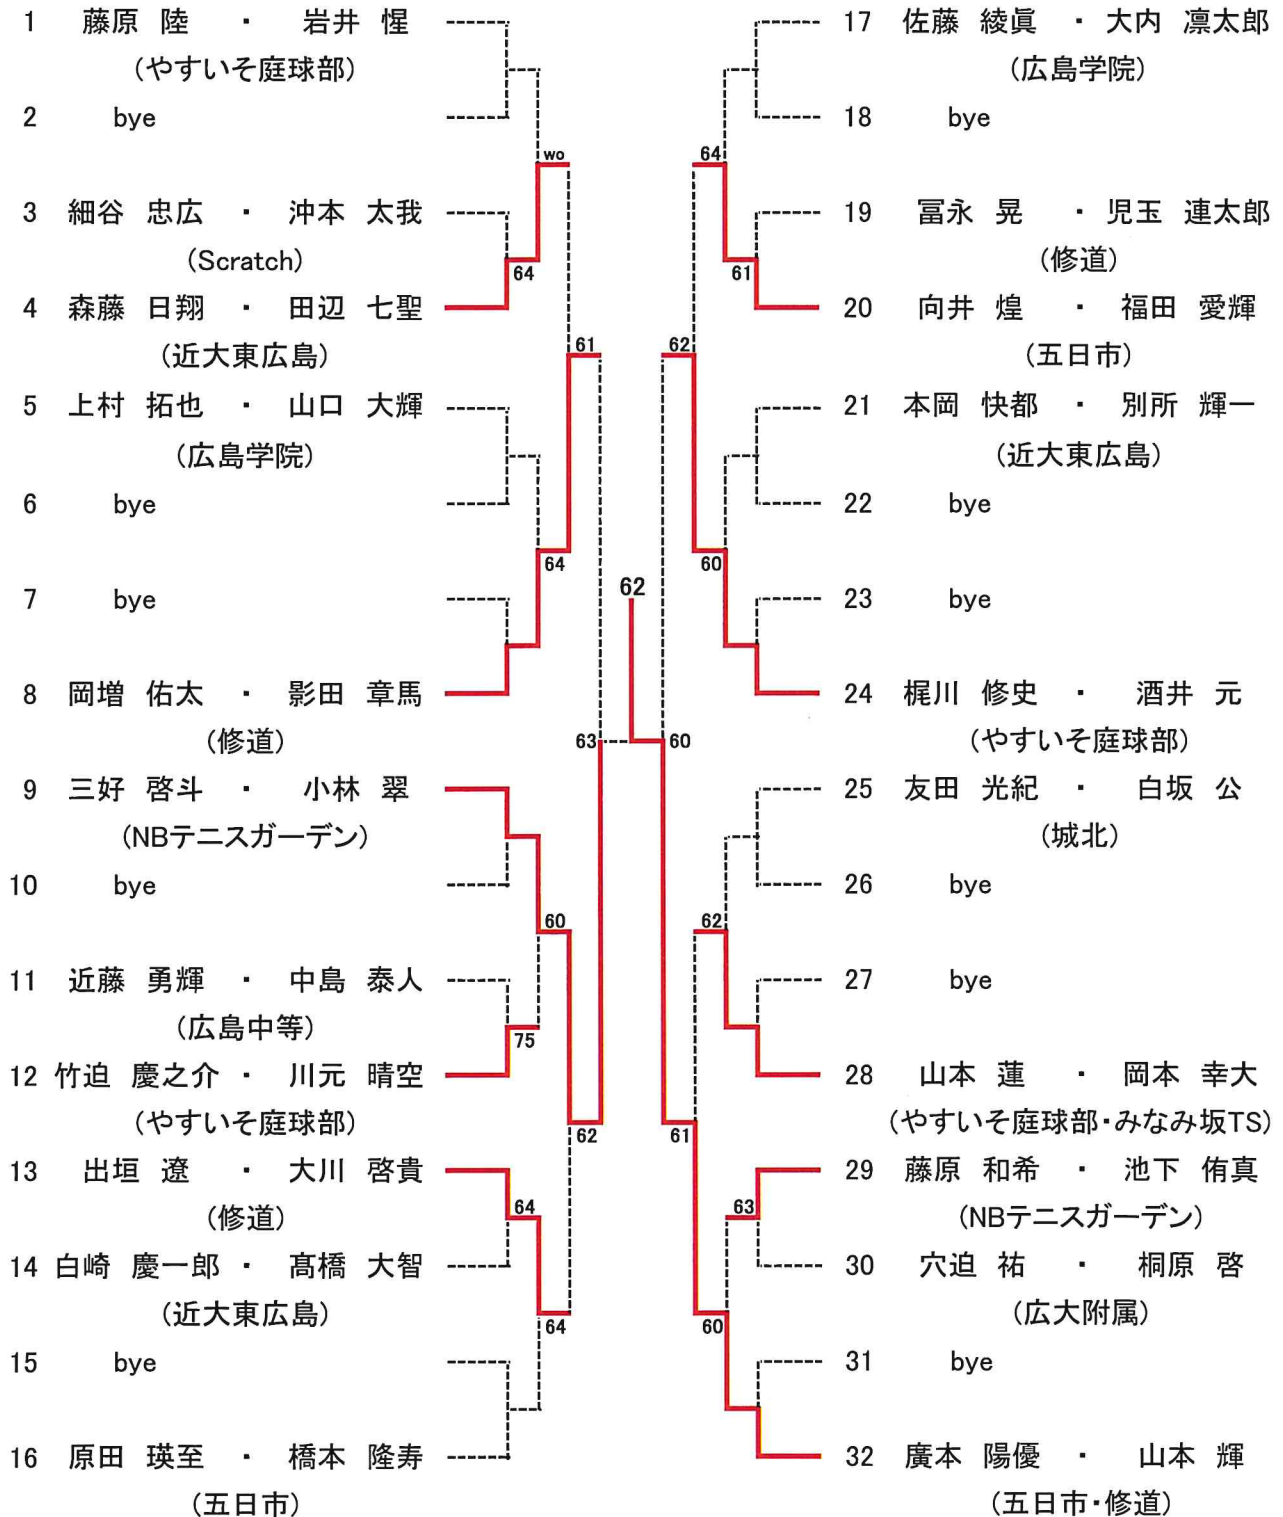 1 藤原 陸 ・ 岩井 惺
(やすいそ庭球部)
2 bye
wo
3 細谷 忠広 ・ 沖本 太我
(Scratch)
64
4 森藤 日翔 ・ 田辺 七聖
(近大東広島)
61
5 上村 拓也 ・ 山口 大輝
(広島学院)
6 bye
64
7 bye
8 岡増 佑太 ・ 影田 章馬
(修道)
63
9 三好 啓斗 ・ 小林 翠
(NBテニスガーデン)
10 bye
60
11 近藤 勇輝 ・ 中島 泰人
(広島中等)
75
12 竹迫 慶之介 ・ 川元 晴空
(やすいそ庭球部)
62
13 出垣 遼 ・ 大川 啓貴
64
(修道)
14 白崎 慶一郎 ・ 髙橋 大智
(近大東広島)
64
15 bye
16 原田 瑛至 ・ 橋本 隆寿
(五日市)
62
60
17 佐藤 綾眞 ・ 大内 凛太郎
(広島学院)
18 bye
64
19 冨永 晃 ・ 児玉 連太郎
(修道)
61
20 向井 煌 ・ 福田 愛輝
62
(五日市)
21 本岡 快都 ・ 別所 輝一
(近大東広島)
22 bye
60
23 bye
24 梶川 修史 ・ 酒井 元
(やすいそ庭球部)
25 友田 光紀 ・ 白坂 公
(城北)
26 bye
62
27 bye
28 山本 蓮 ・ 岡本 幸大
(やすいそ庭球部・みなみ坂TS)
61
29 藤原 和希 ・ 池下 侑真
63
(NBテニスガーデン)
30 穴迫 祐 ・ 桐原 啓
(広大附属)
60
31 bye
32 廣本 陽優 ・ 山本 輝
(五日市・修道)